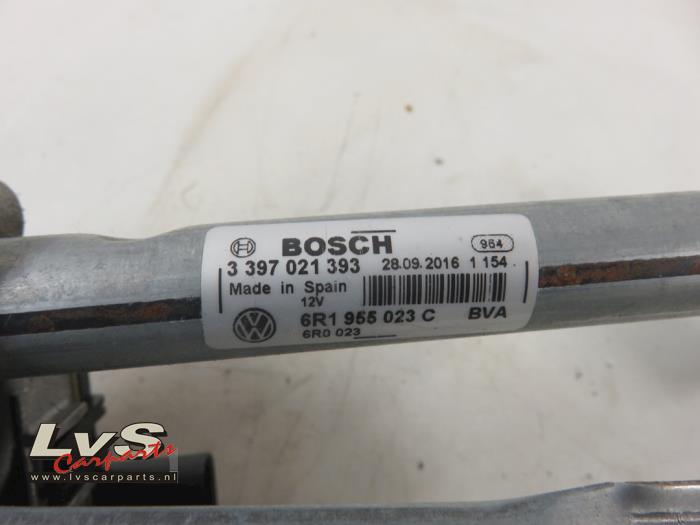 BOSCH 964
3 397 021 393 28.09.2016 1 154
Made in Spain
12V
6R1 955 023 C BVA
6R0 023
LvS
Carparts
www.lvscarparts.nl